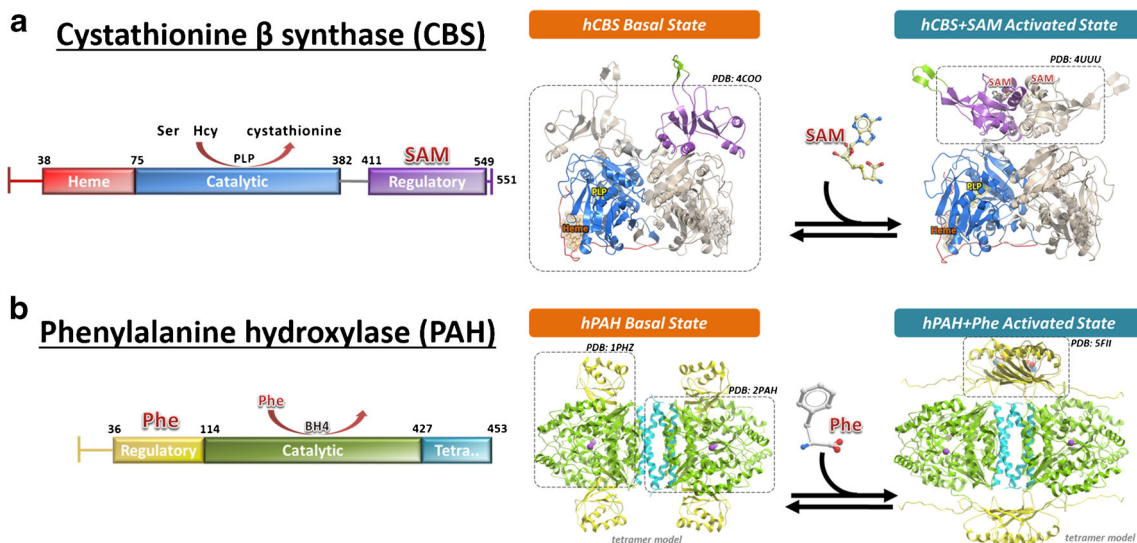 a
Cystathionine β synthase (CBS)
Ser Hcy cystathionine
PLP
38 75 382 411 SAM 549
Heme Catalytic Regulatory 551
hCBS Basal State
PDB: 4COO
PLP
Heme
SAM
hCBS+SAM Activated State
PDB: 4UUU
SAM SAM
PLP
Heme
b
Phenylalanine hydroxylase (PAH)
Phe Phe
BH4
36 114 427 453
Regulatory Catalytic Tetra..
hPAH Basal State
PDB: 1PHZ
PDB: 2PAH
tetramer model
Phe
hPAH+Phe Activated State
PDB: 5FII
tetramer model